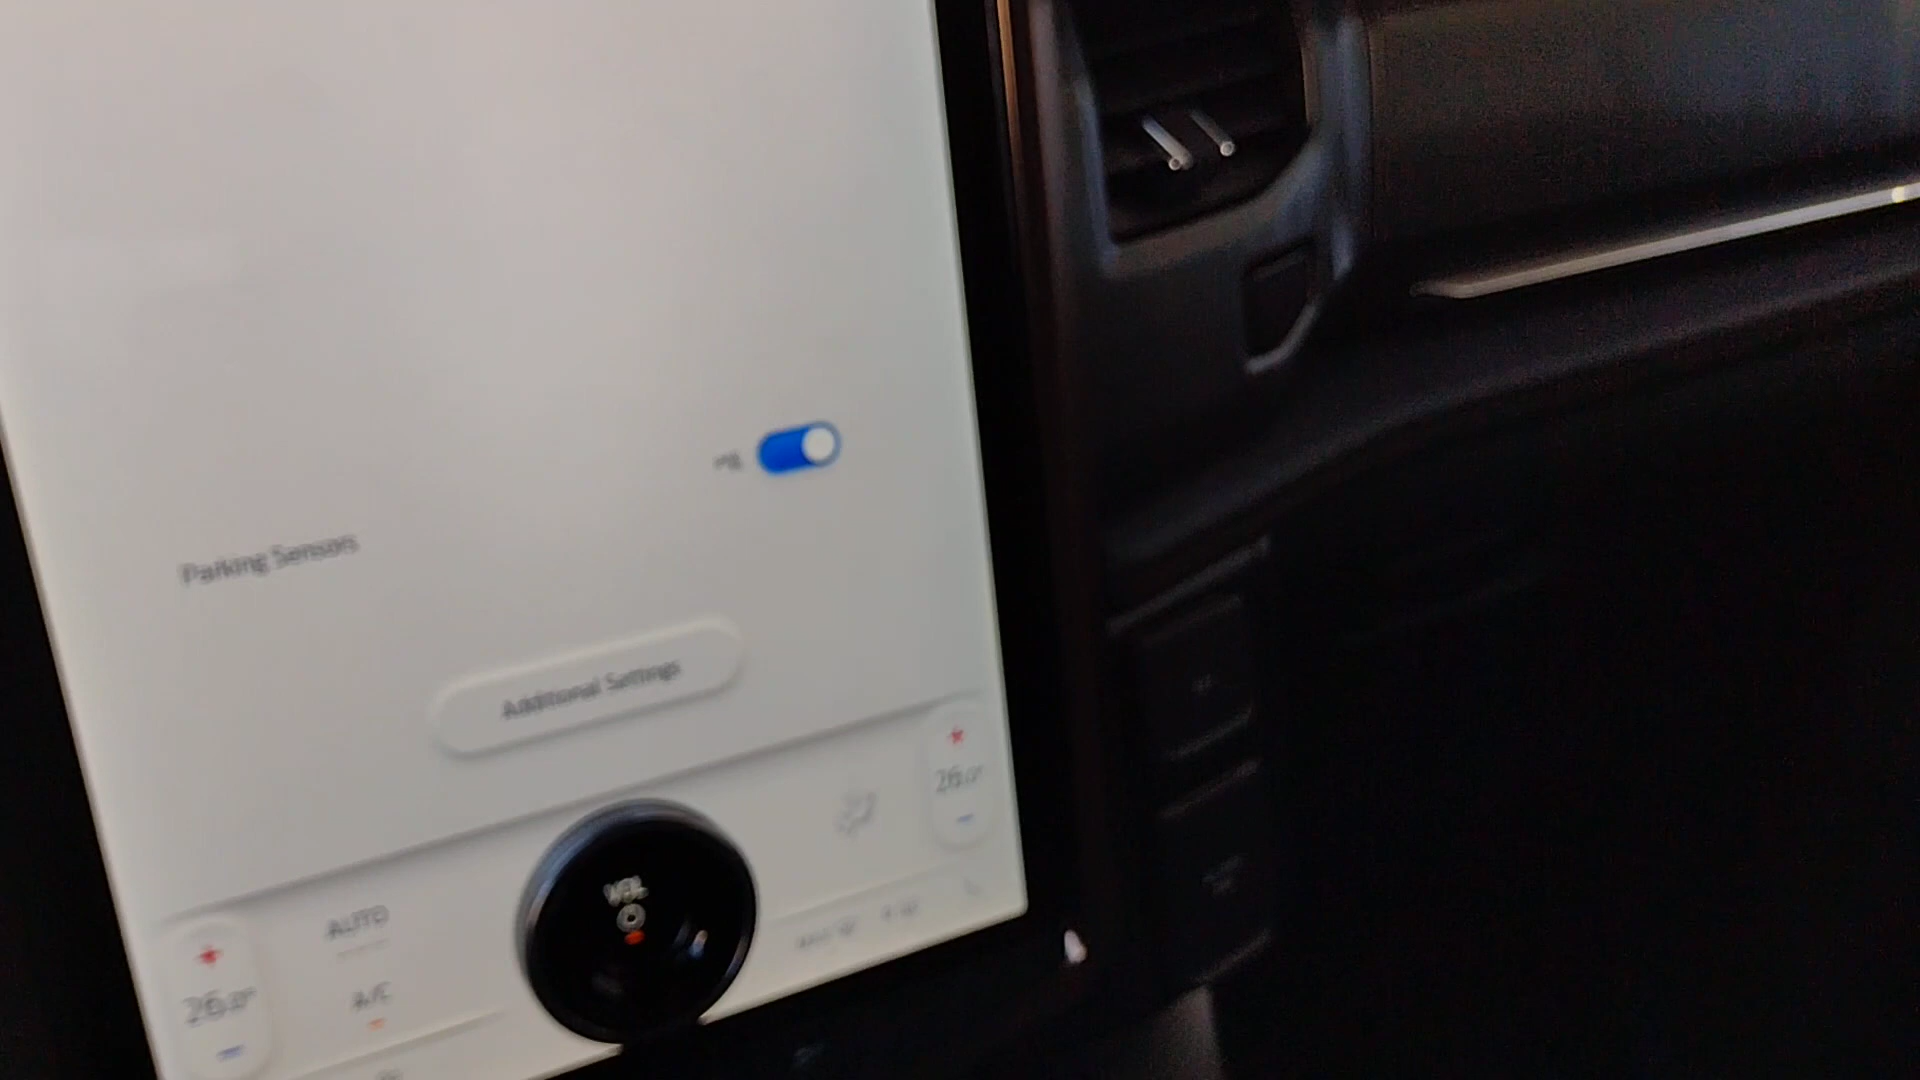 Parking Sensors
Additional Settings
26.0°
AUTO
VOL
26.0°
A/C